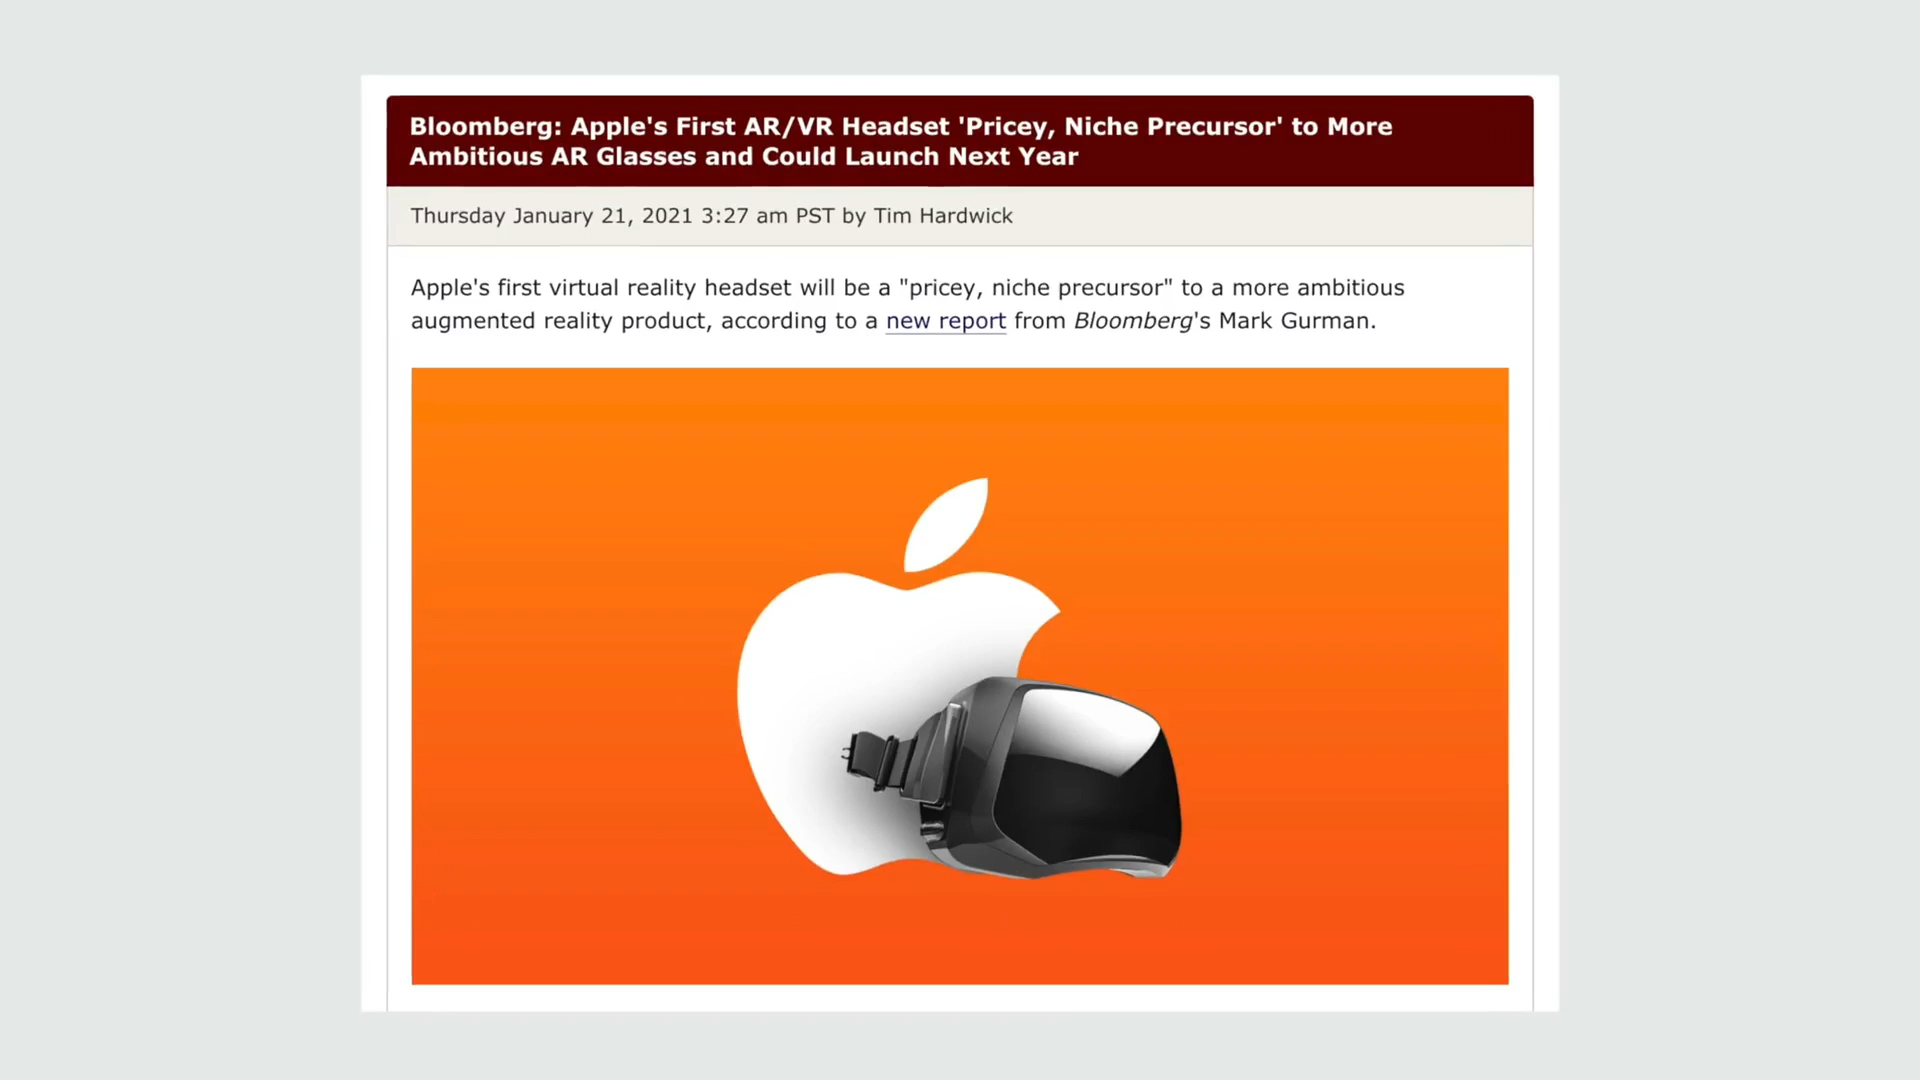 Bloomberg: Apple's First AR/VR Headset 'Pricey, Niche Precursor' to More
Ambitious AR Glasses and Could Launch Next Year
Thursday January 21, 2021 3:27 am PST by Tim Hardwick
Apple's first virtual reality headset will be a "pricey, niche precursor" to a more ambitious
augmented reality product, according to a new report from Bloomberg's Mark Gurman.